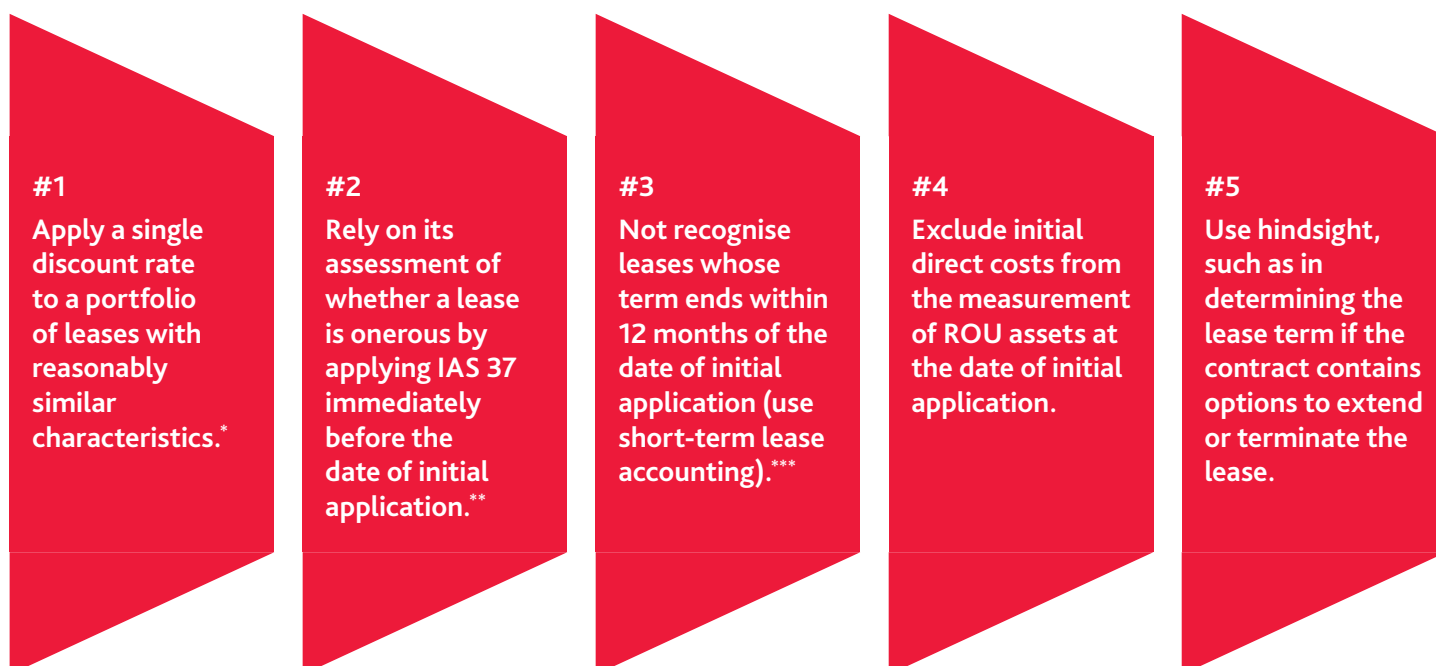 #1
Apply a single
discount rate
to a portfolio
of leases with
reasonably
similar
characteristics.*
#2
Rely on its
assessment of
whether a lease
is onerous by
applying IAS 37
immediately
before the
date of initial
application.**
#3
Not recognise
leases whose
term ends within
12 months of the
date of initial
application (use
short-term lease
accounting).***
#4
Exclude initial
direct costs from
the measurement
of ROU assets at
the date of initial
application.
#5
Use hindsight,
such as in
determining the
lease term if the
contract contains
options to extend
or terminate the
lease.